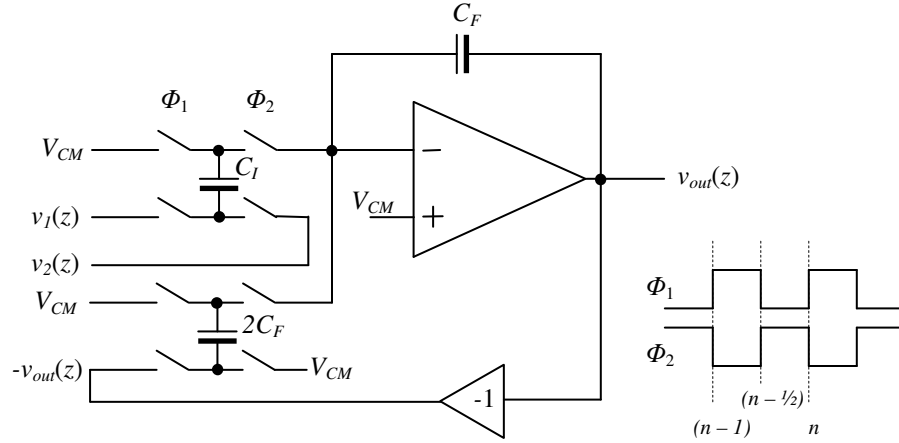 C_F
Φ_1 Φ_2
V_CM
C_I
−
v_out(z)
V_CM
+
v_1(z)
v_2(z)
V_CM
2C_F
V_CM
-v_out(z)
-1
Φ_1
Φ_2
(n – ½)
(n – 1) n